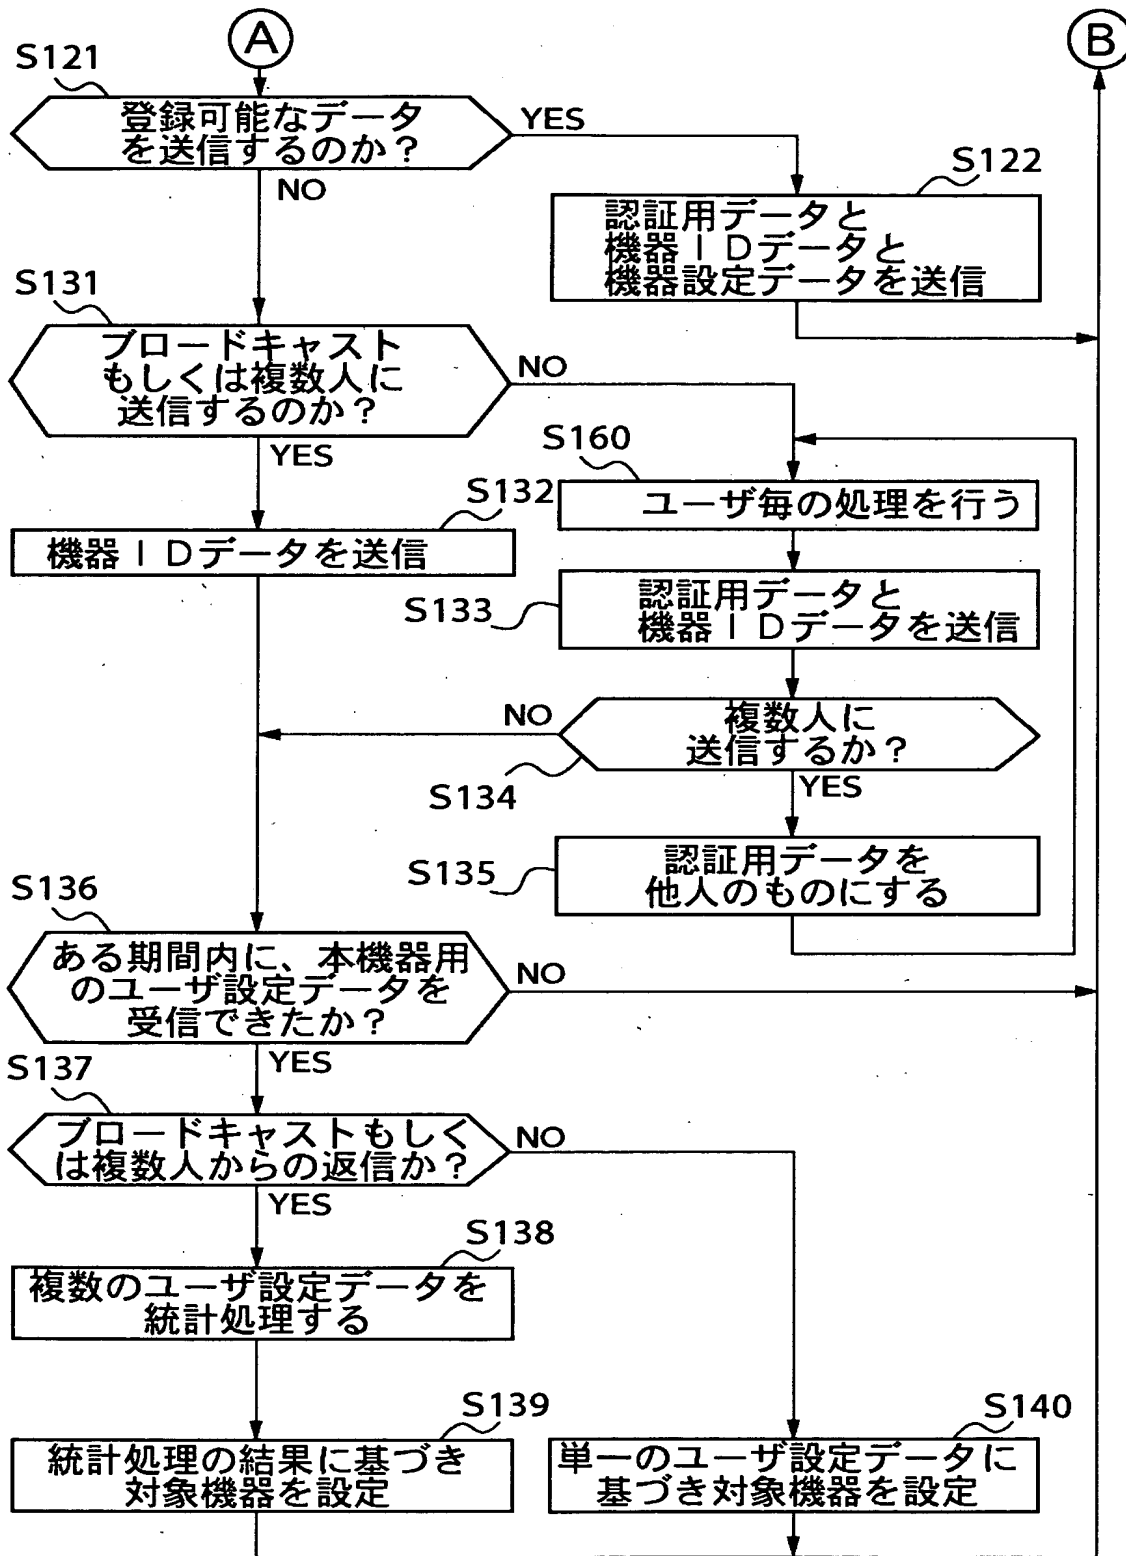 A
B
S121
登録可能なデータ
を送信するのか？
YES
NO
S122
認証用データと
機器ＩＤデータと
機器設定データを送信
S131
ブロードキャスト
もしくは複数人に
送信するのか？
NO
YES
S160
ユーザ毎の処理を行う
S132
機器ＩＤデータを送信
S133
認証用データと
機器ＩＤデータを送信
NO
複数人に
送信するか？
S134
YES
S135
認証用データを
他人のものにする
S136
ある期間内に、本機器用
のユーザ設定データを
受信できたか？
NO
YES
S137
ブロードキャストもしく
は複数人からの返信か？
NO
YES
S138
複数のユーザ設定データを
統計処理する
S139
統計処理の結果に基づき
対象機器を設定
S140
単一のユーザ設定データに
基づき対象機器を設定